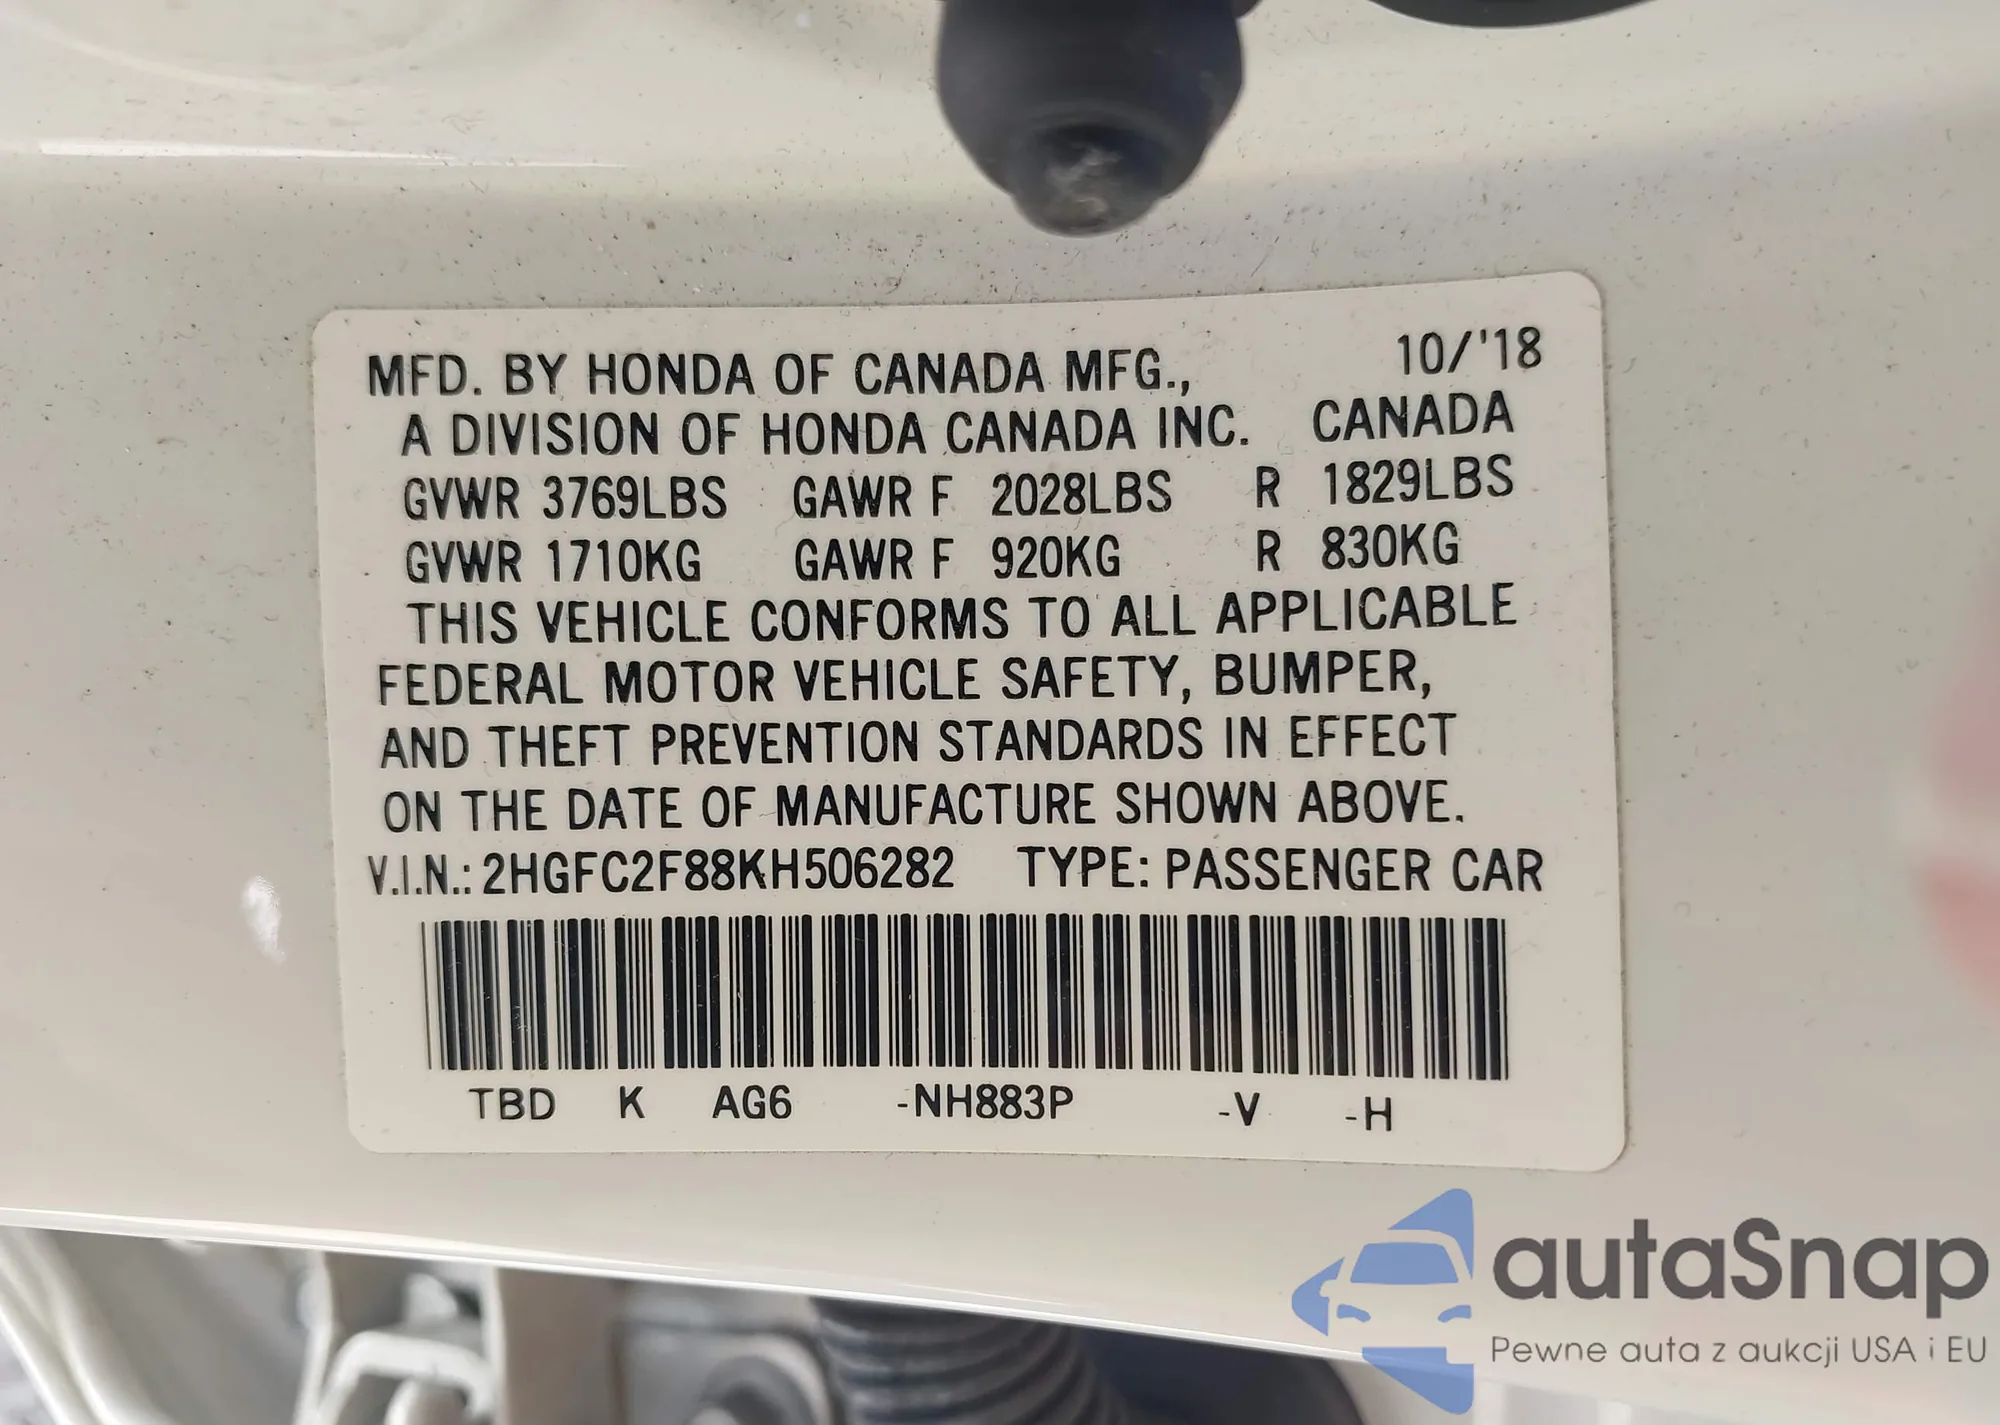 10/'18
MFD. BY HONDA OF CANADA MFG.,
A DIVISION OF HONDA CANADA INC. CANADA
GVWR 3769LBS GAWR F 2028LBS R 1829LBS
GVWR 1710KG GAWR F 920KG R 830KG
THIS VEHICLE CONFORMS TO ALL APPLICABLE
FEDERAL MOTOR VEHICLE SAFETY, BUMPER,
AND THEFT PREVENTION STANDARDS IN EFFECT
ON THE DATE OF MANUFACTURE SHOWN ABOVE.
V.I.N.: 2HGFC2F88KH506282 TYPE: PASSENGER CAR
TBD K AG6 -NH883P -V -H
autaSnap
Pewne auta z aukcji USA i EU